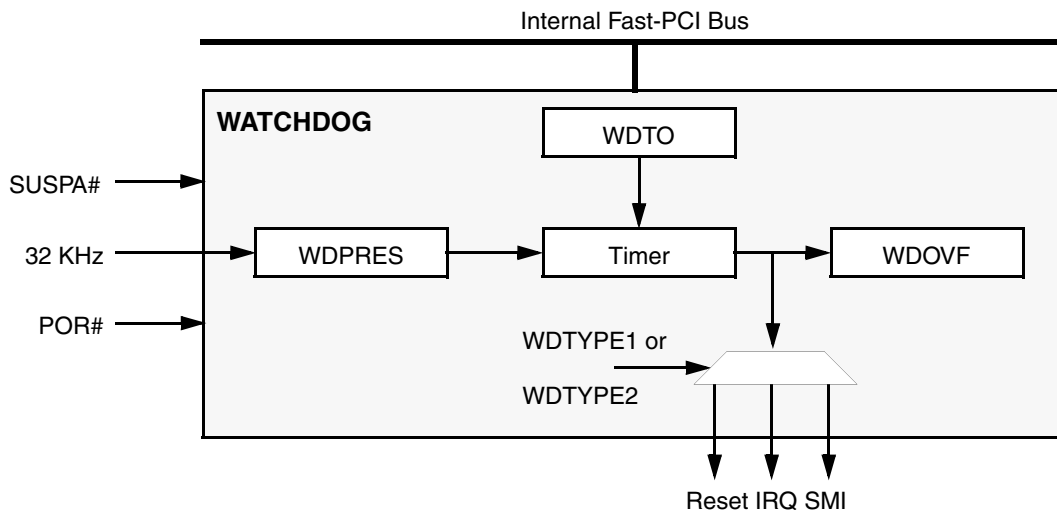 Internal Fast-PCI Bus
WATCHDOG
WDTO
SUSPA#
32 KHz
WDPRES
Timer
WDOVF
POR#
WDTYPE1 or
WDTYPE2
Reset IRQ SMI